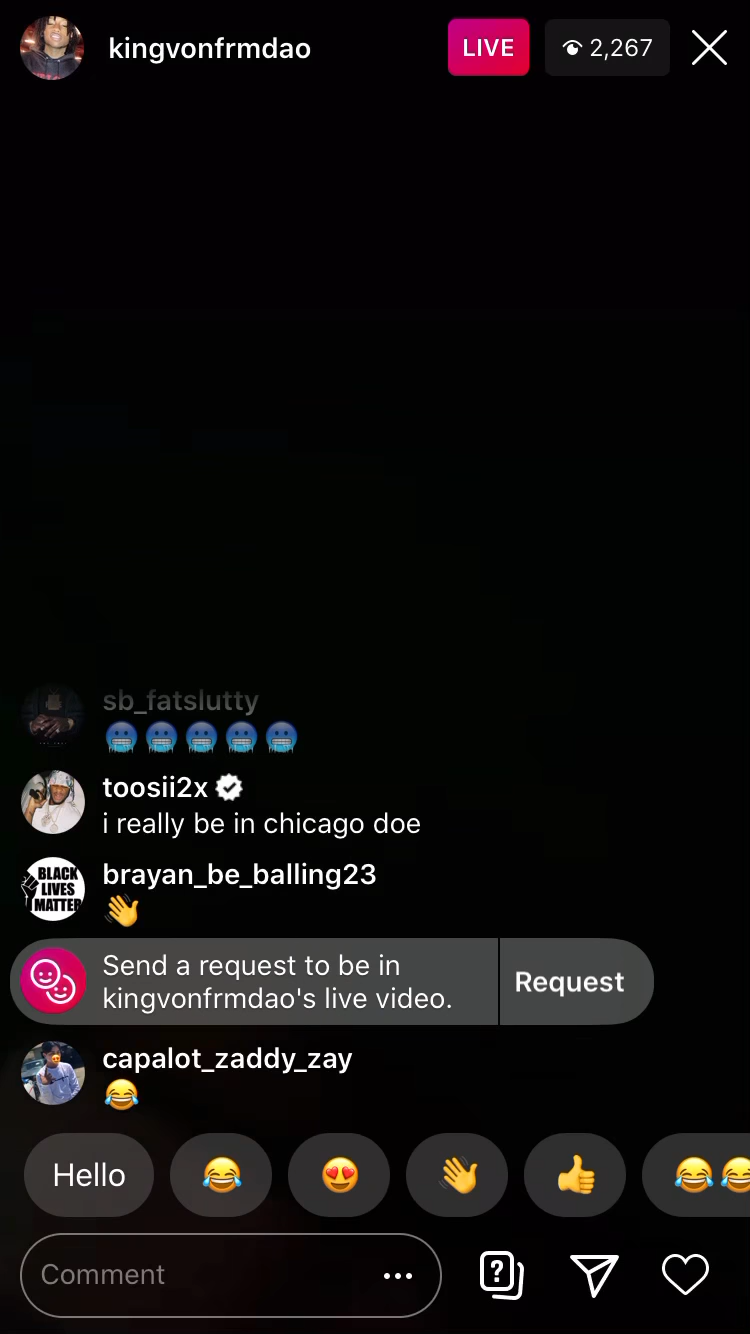 kingvonfrmdao
LIVE
2,267
sb_fatslutty
🥶🥶🥶🥶🥶
toosii2x
i really be in chicago doe
BLACK
LIVES
MATTER
brayan_be_balling23
👋
Send a request to be in
kingvonfrmdao's live video.
Request
capalot_zaddy_zay
😂
Hello 😂 😍 👋 👍 😂😂
Comment